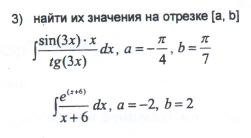 3) найти их значения на отрезке [a, b]
∫ sin(3x) · x / tg(3x) dx, a = −π/4, b = π/7
∫ e^(x+6) / x + 6 dx, a = −2, b = 2